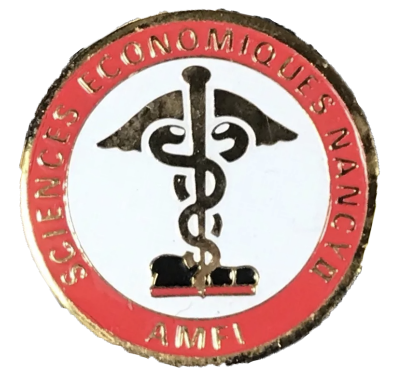 SCIENCES ECONOMIQUES NANCY II
AMFI